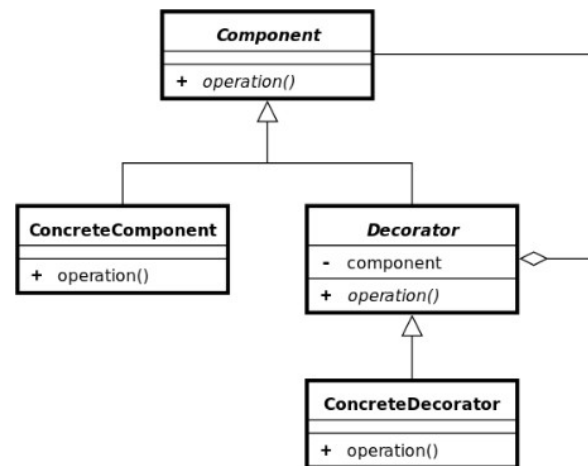 Component
+ operation()
ConcreteComponent
+ operation()
Decorator
- component
+ operation()
ConcreteDecorator
+ operation()